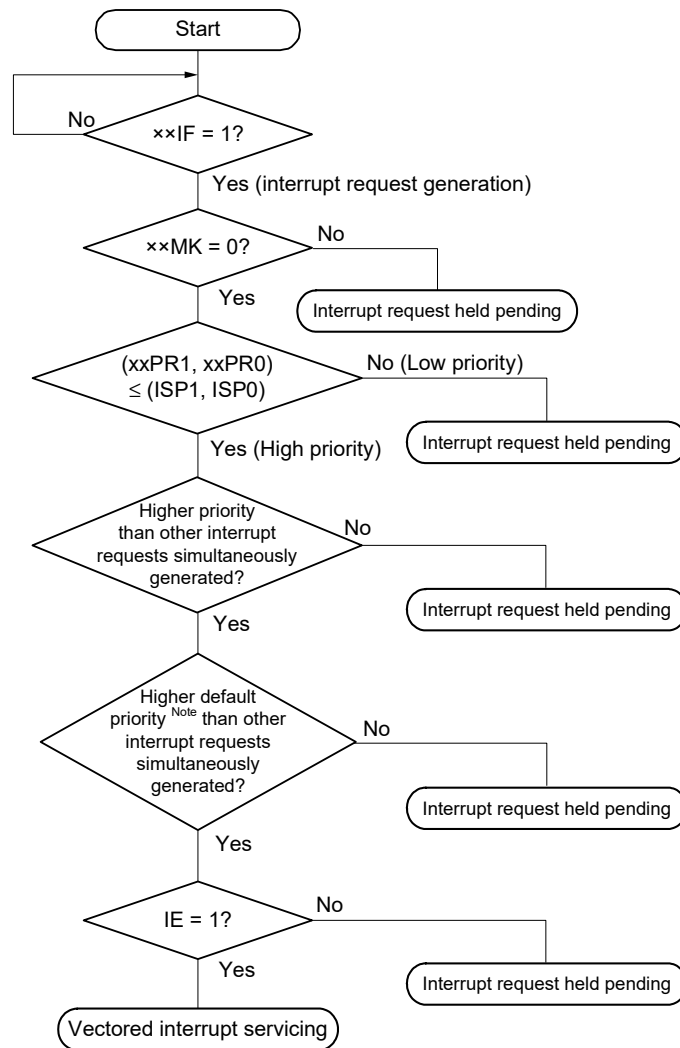 Start
No
××IF = 1?
Yes (interrupt request generation)
××MK = 0?
No
Yes
Interrupt request held pending
(xxPR1, xxPR0)
≤ (ISP1, ISP0)
No (Low priority)
Interrupt request held pending
Yes (High priority)
Higher priority
than other interrupt
requests simultaneously
generated?
No
Interrupt request held pending
Yes
Higher default
priority Note than other
interrupt requests
simultaneously
generated?
No
Interrupt request held pending
Yes
IE = 1?
No
Interrupt request held pending
Yes
Vectored interrupt servicing